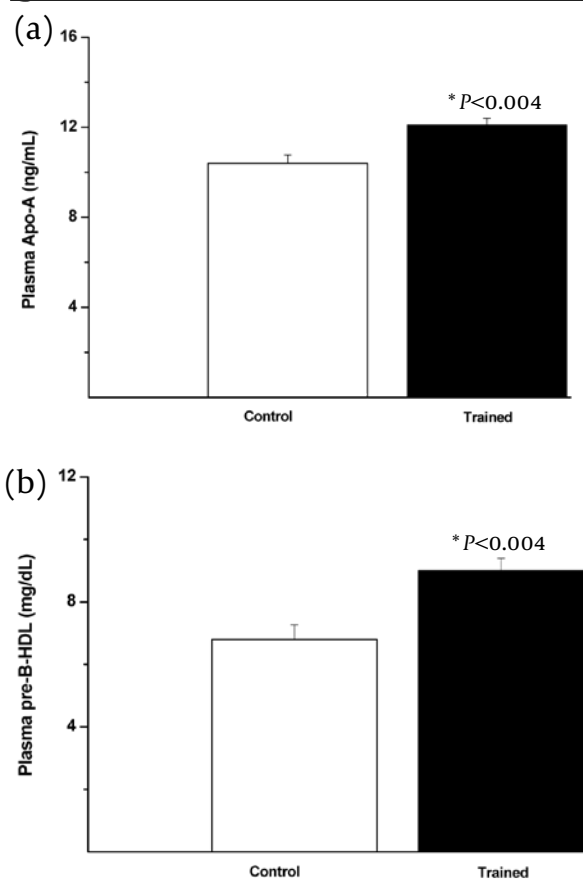 (a)
Plasma Apo-A (ng/mL)
16
12
8
4
*P<0.004
Control
Trained
(b)
Plasma pre-B-HDL (mg/dL)
12
8
4
*P<0.004
Control
Trained